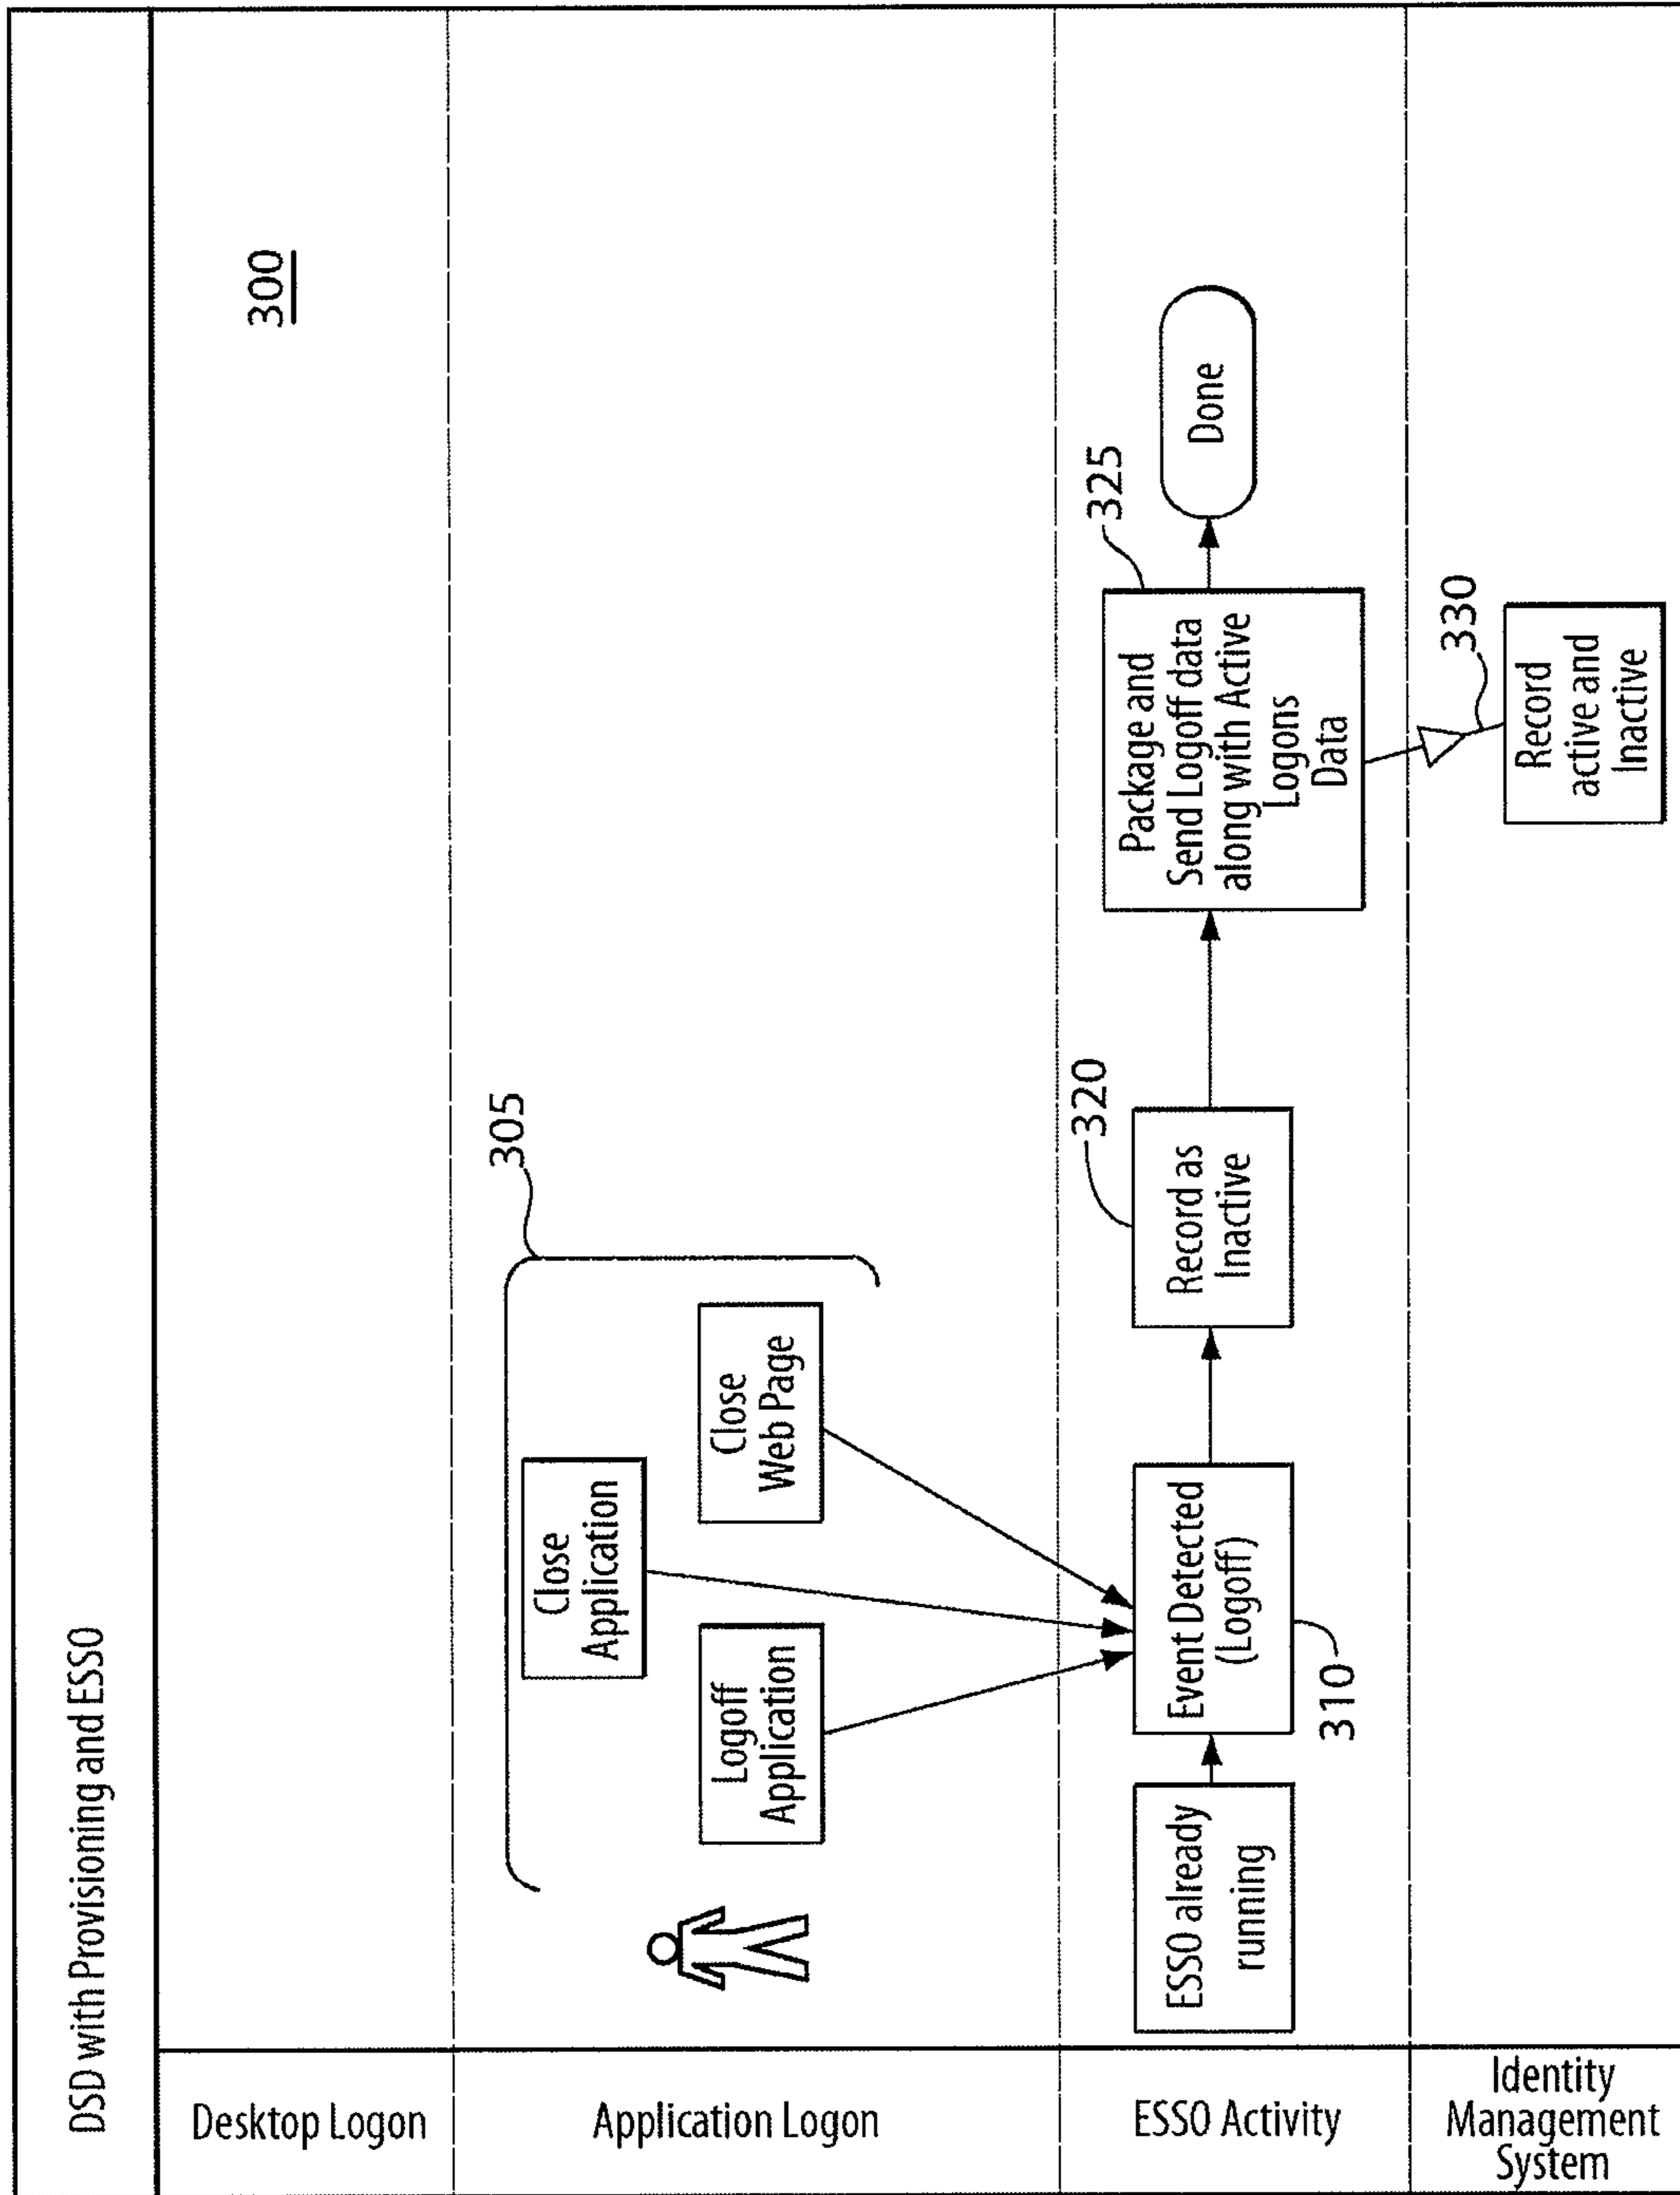 DSD with Provisioning and ESSO
Desktop Logon
300
Application Logon
305
Close
Application
Logoff
Application
Close
Web Page
ESSO Activity
ESSO already
running
Event Detected
(Logoff)
310
Record as
Inactive
320
Package and
Send Logoff data
along with Active
Logons
Data
325
Done
Identity
Management
System
Record
active and
Inactive
330